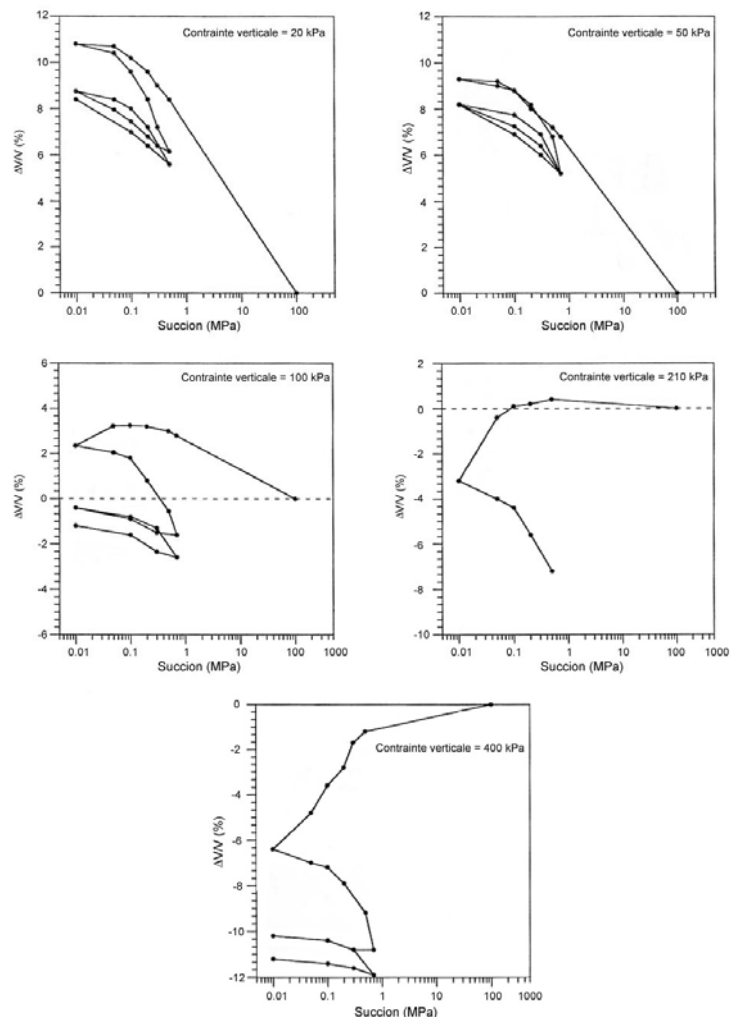 Contrainte verticale = 20 kPa
ΔV/V (%)
12
10
8
6
4
2
0
0.01 0.1 1 10 100
Succion (MPa)
Contrainte verticale = 50 kPa
ΔV/V (%)
12
10
8
6
4
2
0
0.01 0.1 1 10 100
Succion (MPa)
Contrainte verticale = 100 kPa
ΔV/V (%)
6
4
2
0
-2
-4
-6
0.01 0.1 1 10 100 1000
Succion (MPa)
Contrainte verticale = 210 kPa
ΔV/V (%)
2
0
-2
-4
-6
-8
-10
0.01 0.1 1 10 100 1000
Succion (MPa)
Contrainte verticale = 400 kPa
ΔV/V (%)
0
-2
-4
-6
-8
-10
-12
0.01 0.1 1 10 100 1000
Succion (MPa)